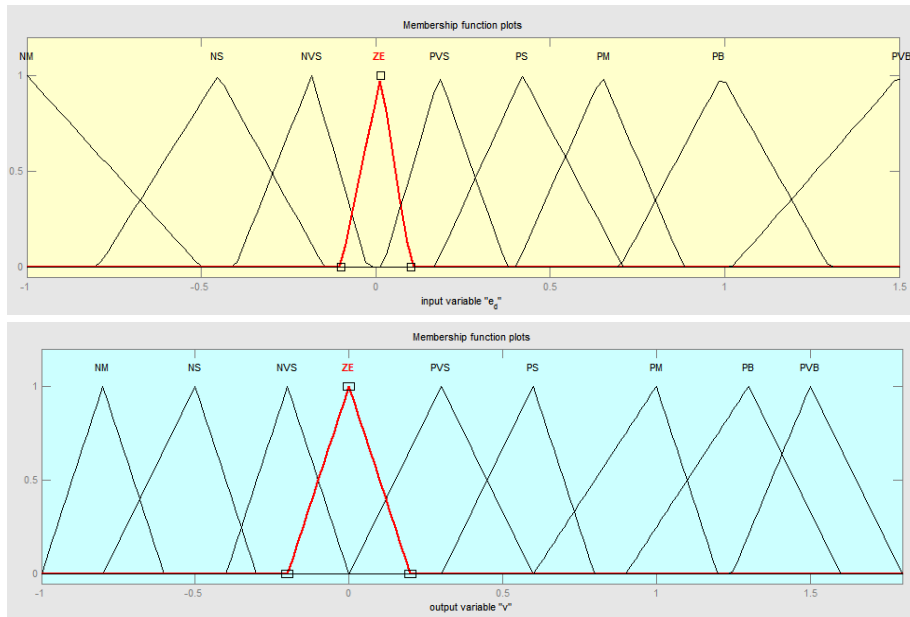 Membership function plots
NM NS NVS ZE PVS PS PM PB PVB
1
0.5
0
-1 -0.5 0 0.5 1 1.5
input variable "e_d"
Membership function plots
NM NS NVS ZE PVS PS PM PB PVB
1
0.5
0
-1 -0.5 0 0.5 1 1.5
output variable "v"